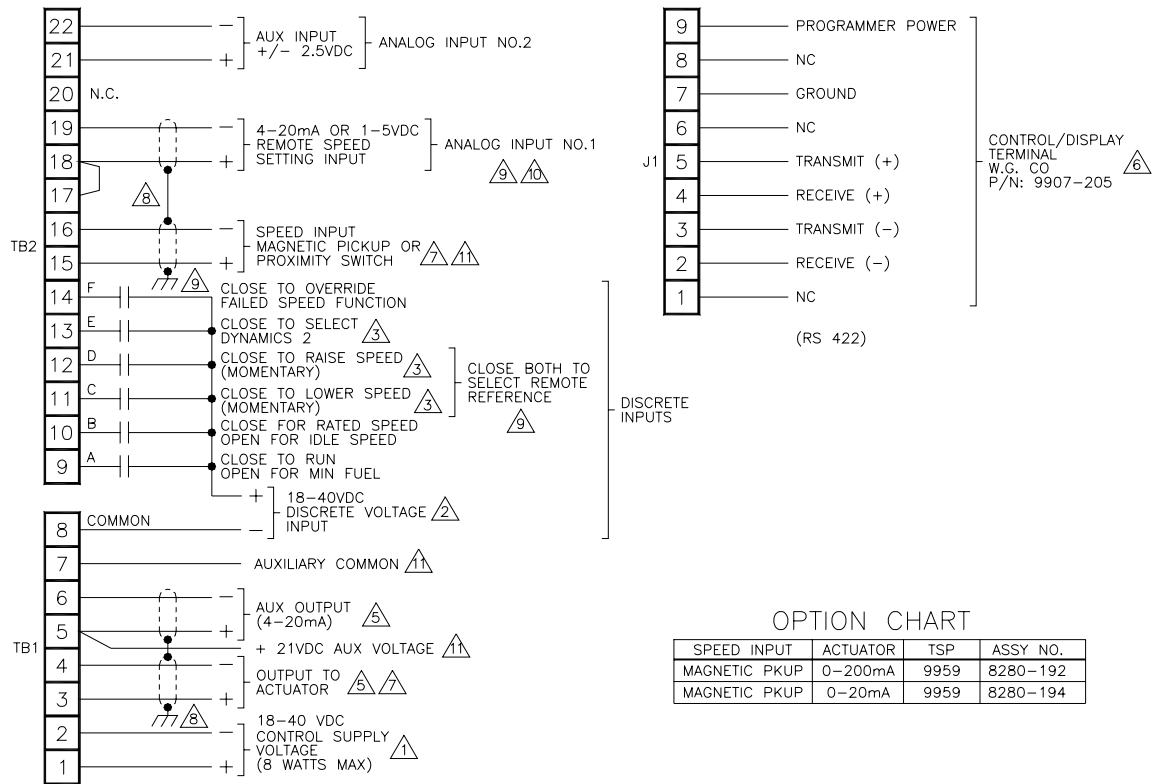 22
−
21
+
AUX INPUT
+/− 2.5VDC
ANALOG INPUT NO.2
20
N.C.
19
−
18
+
17
4−20mA OR 1−5VDC
REMOTE SPEED
SETTING INPUT
ANALOG INPUT NO.1
9
10
8
TB2
16
−
15
+
SPEED INPUT
MAGNETIC PICKUP OR
PROXIMITY SWITCH
7
11
9
14
F
CLOSE TO OVERRIDE
FAILED SPEED FUNCTION
13
E
CLOSE TO SELECT
DYNAMICS 2
3
12
D
CLOSE TO RAISE SPEED
(MOMENTARY)
3
11
C
CLOSE TO LOWER SPEED
(MOMENTARY)
3
CLOSE BOTH TO
SELECT REMOTE
REFERENCE
9
10
B
CLOSE FOR RATED SPEED
OPEN FOR IDLE SPEED
9
A
CLOSE TO RUN
OPEN FOR MIN FUEL
+
−
18−40VDC
DISCRETE VOLTAGE
INPUT
2
DISCRETE
INPUTS
8
COMMON
7
AUXILIARY COMMON
11
TB1
6
−
5
+
AUX OUTPUT
(4−20mA)
5
+ 21VDC AUX VOLTAGE
11
4
−
3
+
OUTPUT TO
ACTUATOR
5
7
8
2
−
1
+
18−40 VDC
CONTROL SUPPLY
VOLTAGE
(8 WATTS MAX)
1
J1
9
PROGRAMMER POWER
8
NC
7
GROUND
6
NC
5
TRANSMIT (+)
4
RECEIVE (+)
3
TRANSMIT (−)
2
RECEIVE (−)
1
NC
(RS 422)
CONTROL/DISPLAY
TERMINAL
W.G. CO
P/N: 9907−205
6
OPTION CHART
SPEED INPUT ACTUATOR TSP ASSY NO.
MAGNETIC PKUP 0−200mA 9959 8280−192
MAGNETIC PKUP 0−20mA 9959 8280−194